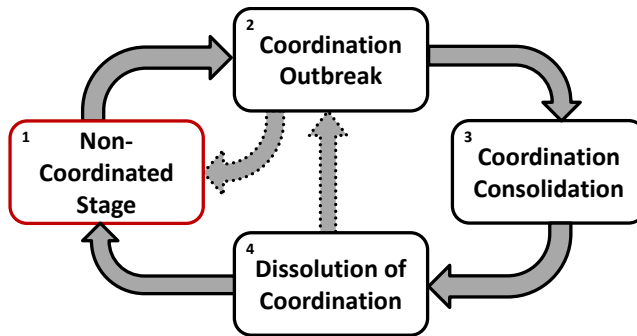 2
Coordination
Outbreak
1
Non-
Coordinated
Stage
3
Coordination
Consolidation
4
Dissolution of
Coordination